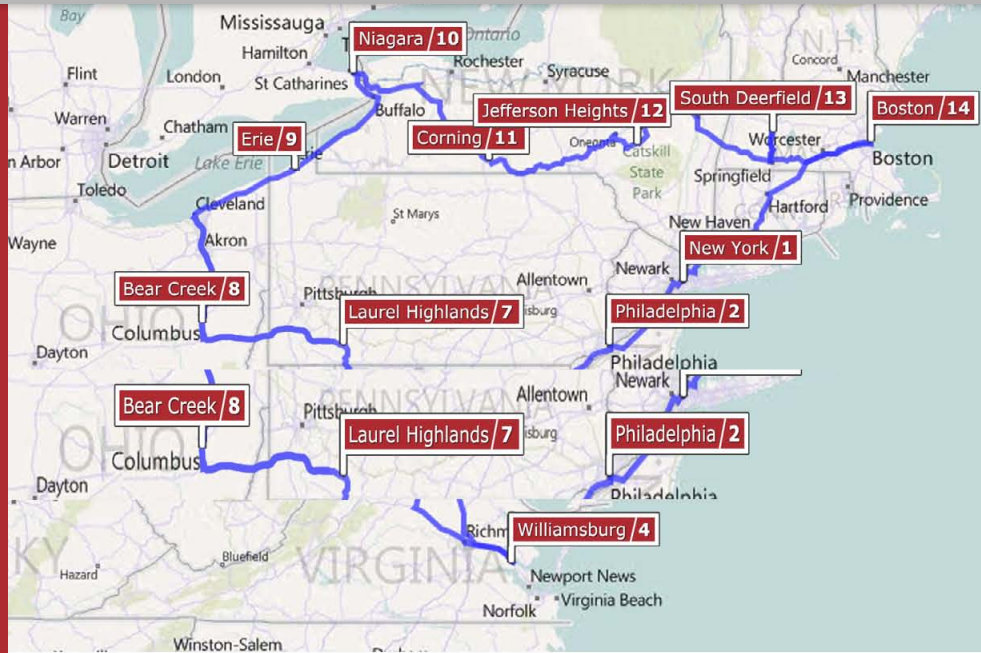 Bay
Mississauga
Niagara / 10
Ontario
N.H.
Hamilton
Rochester
Concord
Flint
London
St Catharines
NEW YORK
Syracuse
Manchester
South Deerfield / 13
Boston / 14
Warren
Buffalo
Jefferson Heights / 12
Chatham
Erie / 9
Corning / 11
Oneonta
Worcester
n Arbor
Detroit
Lake Erie
Erie
Catskill
State
Park
Boston
Springfield
Toledo
Cleveland
Hartford
Providence
St Marys
New Haven
Wayne
Akron
New York / 1
Newark
Bear Creek / 8
PENNSYLVANIA
Allentown
Pittsburgh
Laurel Highlands / 7
isburg
Philadelphia / 2
OHIO
Columbus
Dayton
Philadelphia
Newark
Bear Creek / 8
PENNSYLVANIA
Allentown
Pittsburgh
Laurel Highlands / 7
isburg
Philadelphia / 2
OHIO
Columbus
Dayton
Philadelphia
Richm
Williamsburg / 4
KY
VIRGINIA
Bluefield
Hazard
Newport News
Norfolk
Virginia Beach
Winston-Salem